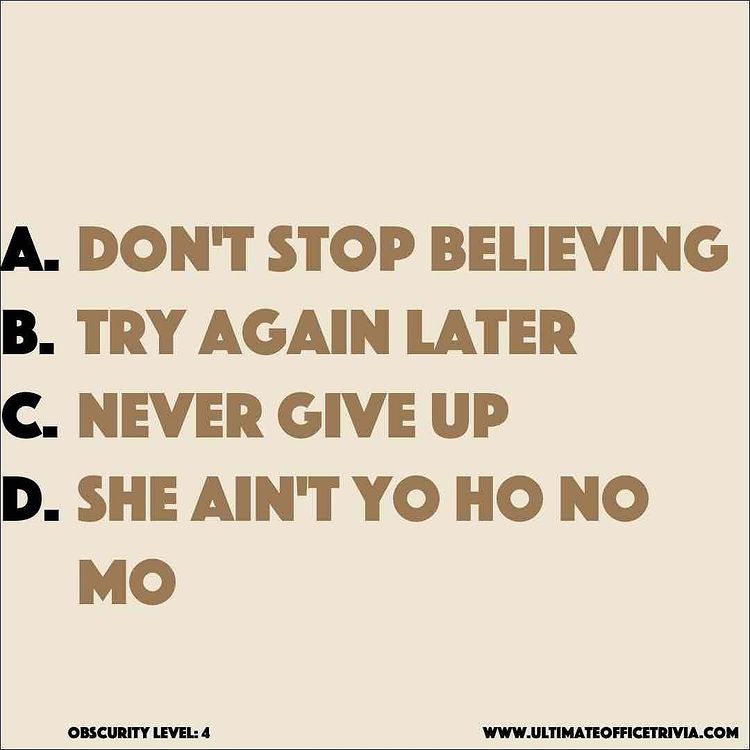 A. DON'T STOP BELIEVING
B. TRY AGAIN LATER
C. NEVER GIVE UP
D. SHE AIN'T YO HO NO
MO
OBSCURITY LEVEL: 4
WWW.ULTIMATEOFFICETRIVIA.COM